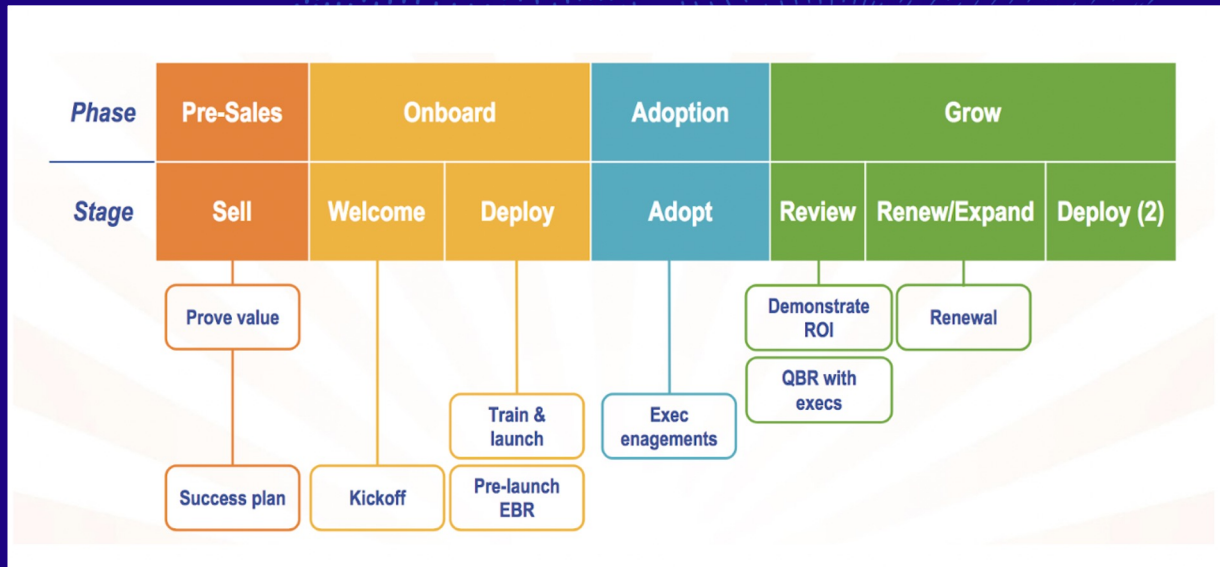 Phase
Pre-Sales
Onboard
Adoption
Grow
Stage
Sell
Welcome
Deploy
Adopt
Review
Renew/Expand
Deploy (2)
Prove value
Demonstrate
ROI
Renewal
QBR with
execs
Train &
launch
Exec
enagements
Success plan
Kickoff
Pre-launch
EBR